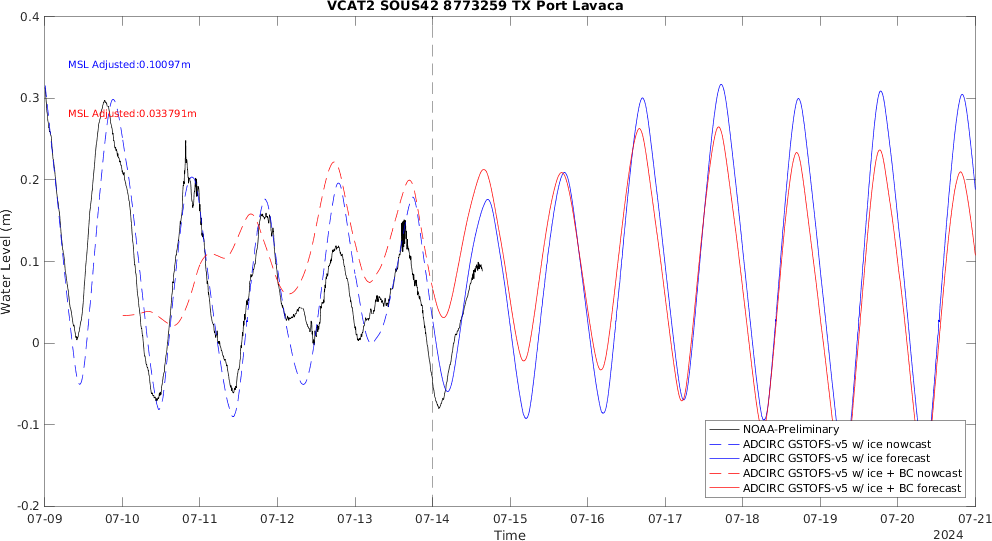 VCAT2 SOUS42 8773259 TX Port Lavaca
0.4
MSL Adjusted:0.10097m
0.3
MSL Adjusted:0.033791m
0.2
0.1
0
-0.1
-0.2
Water Level (m)
NOAA-Preliminary
ADCIRC GSTOFS-v5 w/ ice nowcast
ADCIRC GSTOFS-v5 w/ ice forecast
ADCIRC GSTOFS-v5 w/ ice + BC nowcast
ADCIRC GSTOFS-v5 w/ ice + BC forecast
07-09 07-10 07-11 07-12 07-13 07-14 07-15 07-16 07-17 07-18 07-19 07-20 07-21
Time
2024